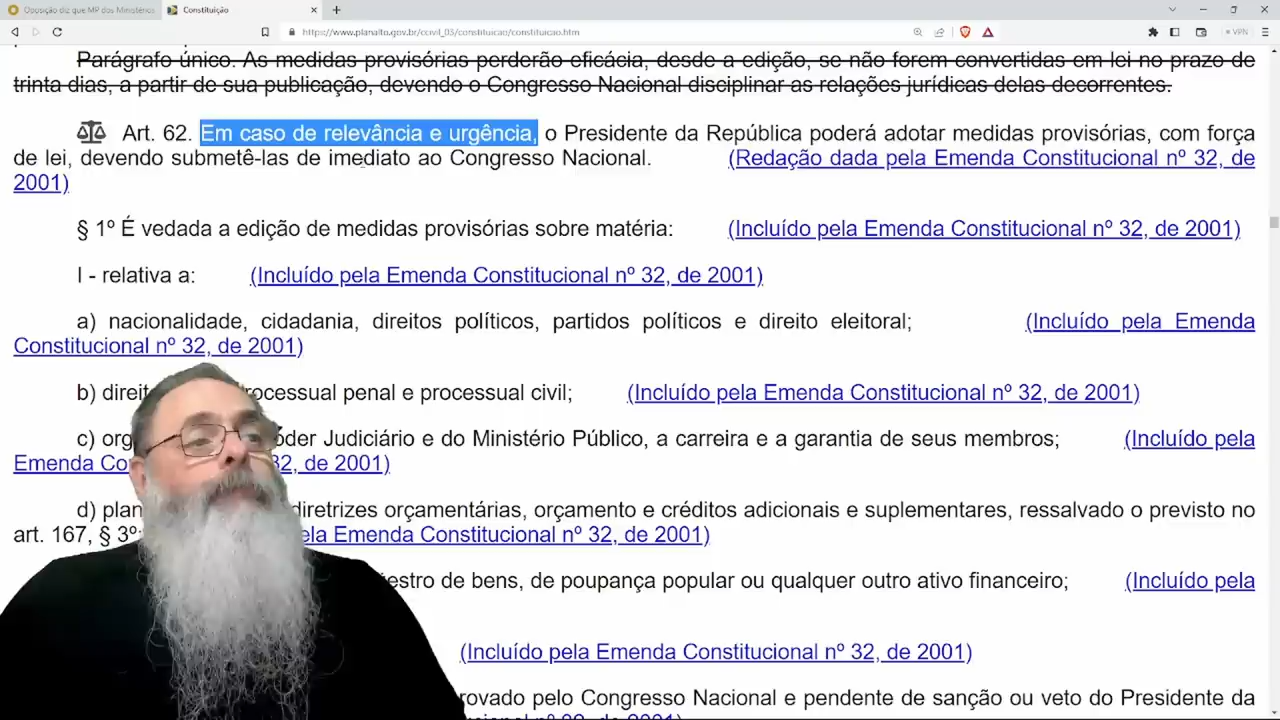 Oposição diz que MP dos Ministérios
Constituição
https://www.planalto.gov.br/ccivil_03/constituicao/constituicao.htm
VPN
Parágrafo único. As medidas provisórias perderão eficácia, desde a edição, se não forem convertidas em lei no prazo de
trinta dias, a partir de sua publicação, devendo o Congresso Nacional disciplinar as relações jurídicas delas decorrentes.
Art. 62. Em caso de relevância e urgência, o Presidente da República poderá adotar medidas provisórias, com força
de lei, devendo submetê-las de imediato ao Congresso Nacional. (Redação dada pela Emenda Constitucional nº 32, de
2001)
§ 1º É vedada a edição de medidas provisórias sobre matéria: (Incluído pela Emenda Constitucional nº 32, de 2001)
I - relativa a: (Incluído pela Emenda Constitucional nº 32, de 2001)
a) nacionalidade, cidadania, direitos políticos, partidos políticos e direito eleitoral; (Incluído pela Emenda
Constitucional nº 32, de 2001)
b) processual penal e processual civil; (Incluído pela Emenda Constitucional nº 32, de 2001)
c) Judiciário e do Ministério Público, a carreira e a garantia de seus membros; (Incluído pela
Emenda 32, de 2001)
d) diretrizes orçamentárias, orçamento e créditos adicionais e suplementares, ressalvado o previsto no
art. 167, § 3º Emenda Constitucional nº 32, de 2001)
de bens, de poupança popular ou qualquer outro ativo financeiro; (Incluído pela
(Incluído pela Emenda Constitucional nº 32, de 2001)
pelo Congresso Nacional e pendente de sanção ou veto do Presidente da